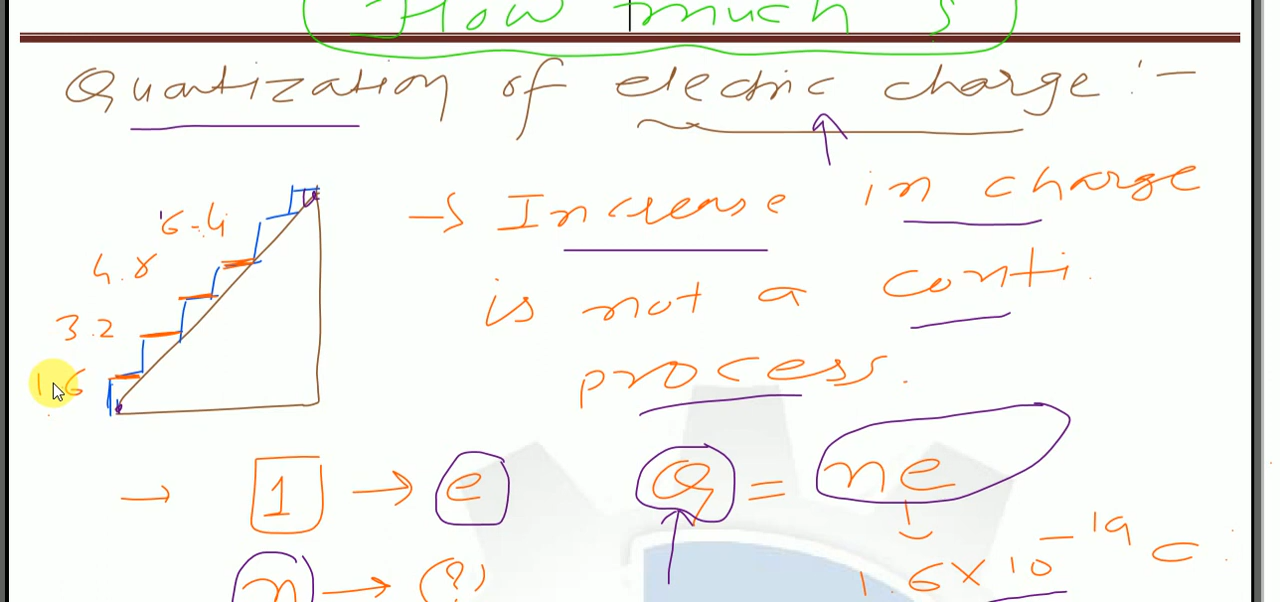 How much
Quantization of electric charge :-
→ Increase in charge
is not a conti.
process.
6.4
4.8
3.2
1.6
→ 1 → e
Q = ne
1.6 × 10⁻¹⁹ C
n → (?)